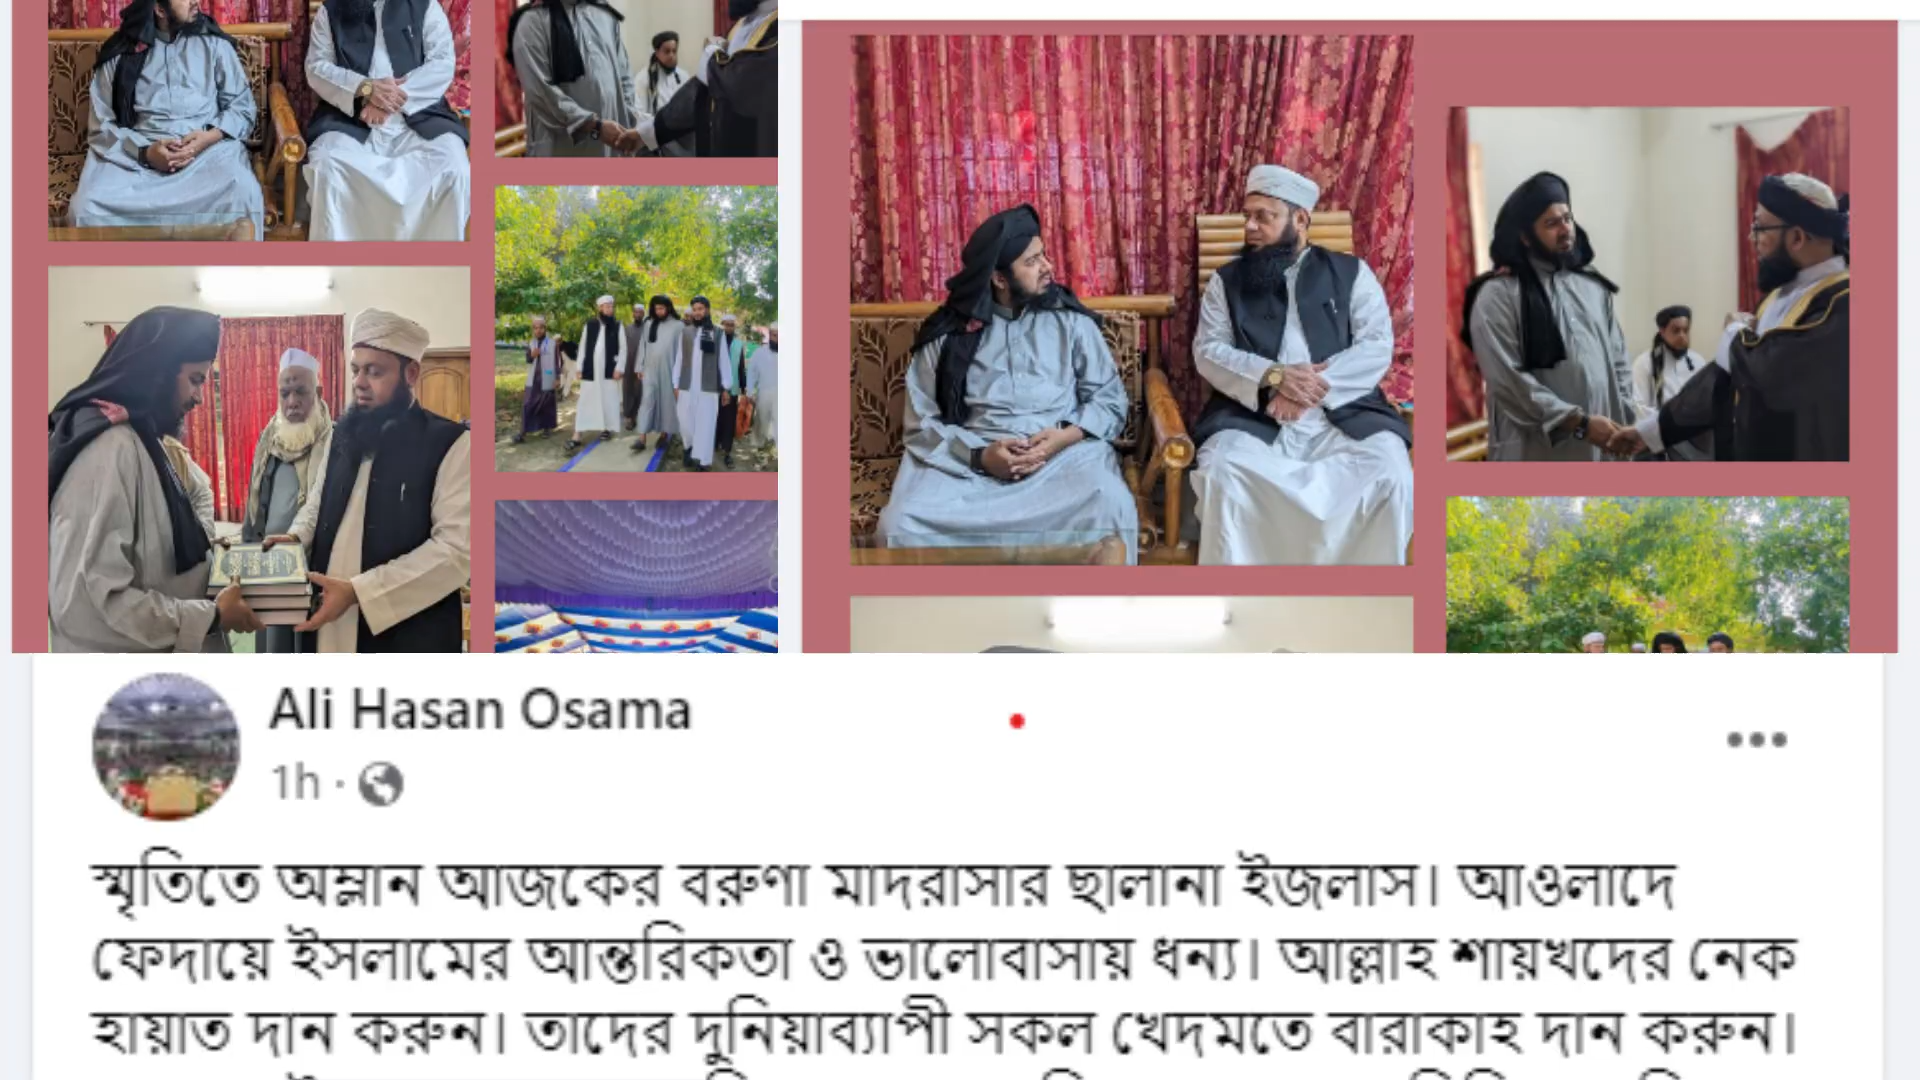 Ali Hasan Osama
1h ·
স্মৃতিতে অম্লান আজকের বরুণা মাদরাসার ছালানা ইজলাস। আওলাদে
ফেদায়ে ইসলামের আন্তরিকতা ও ভালোবাসায় ধন্য। আল্লাহ শায়খদের নেক
হায়াত দান করুন। তাদের দুনিয়াব্যাপী সকল খেদমতে বারাকাহ দান করুন।